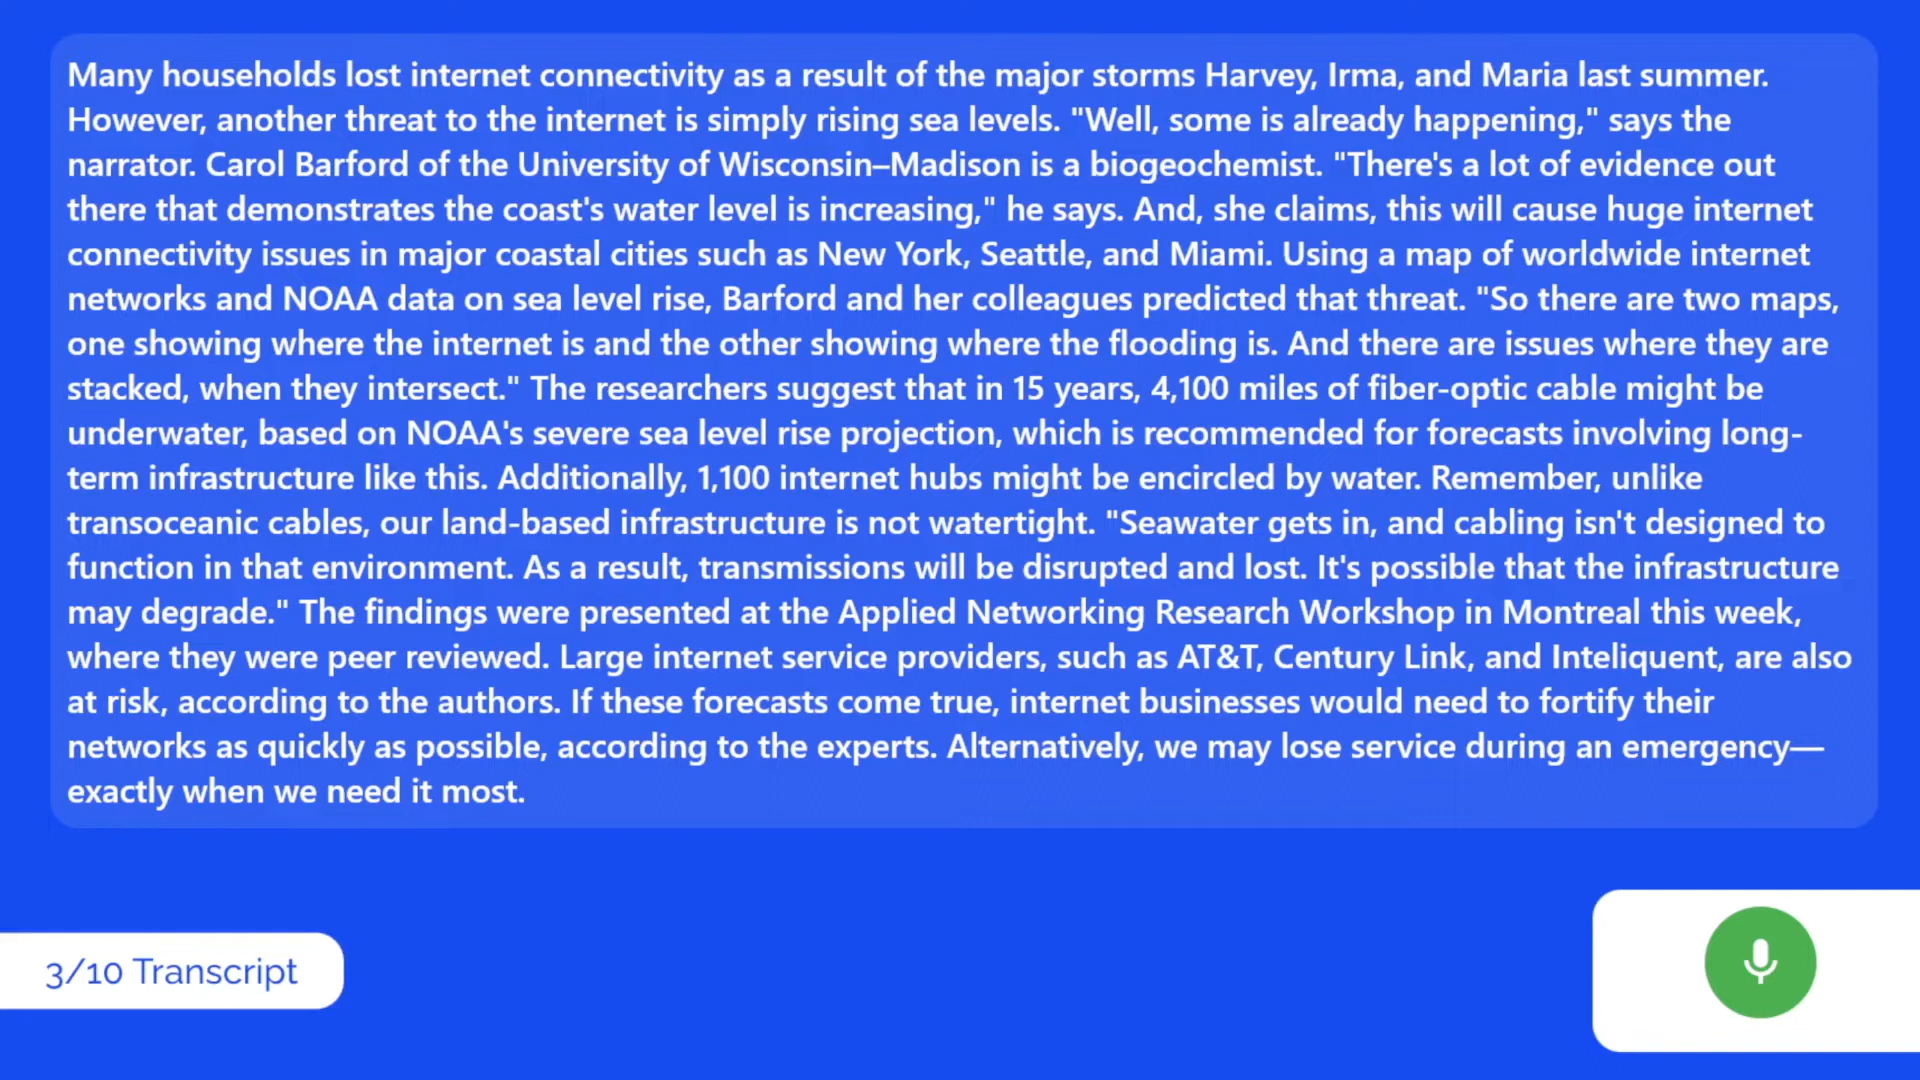 Many households lost internet connectivity as a result of the major storms Harvey, Irma, and Maria last summer.
However, another threat to the internet is simply rising sea levels. "Well, some is already happening," says the
narrator. Carol Barford of the University of Wisconsin–Madison is a biogeochemist. "There's a lot of evidence out
there that demonstrates the coast's water level is increasing," he says. And, she claims, this will cause huge internet
connectivity issues in major coastal cities such as New York, Seattle, and Miami. Using a map of worldwide internet
networks and NOAA data on sea level rise, Barford and her colleagues predicted that threat. "So there are two maps,
one showing where the internet is and the other showing where the flooding is. And there are issues where they are
stacked, when they intersect." The researchers suggest that in 15 years, 4,100 miles of fiber-optic cable might be
underwater, based on NOAA's severe sea level rise projection, which is recommended for forecasts involving long-
term infrastructure like this. Additionally, 1,100 internet hubs might be encircled by water. Remember, unlike
transoceanic cables, our land-based infrastructure is not watertight. "Seawater gets in, and cabling isn't designed to
function in that environment. As a result, transmissions will be disrupted and lost. It's possible that the infrastructure
may degrade." The findings were presented at the Applied Networking Research Workshop in Montreal this week,
where they were peer reviewed. Large internet service providers, such as AT&T, Century Link, and Inteliquent, are also
at risk, according to the authors. If these forecasts come true, internet businesses would need to fortify their
networks as quickly as possible, according to the experts. Alternatively, we may lose service during an emergency—
exactly when we need it most.
3/10 Transcript